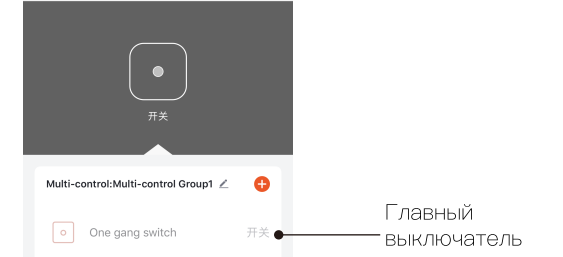 开关
Multi-control:Multi-control Group1
One gang switch 开关
Главный
выключатель